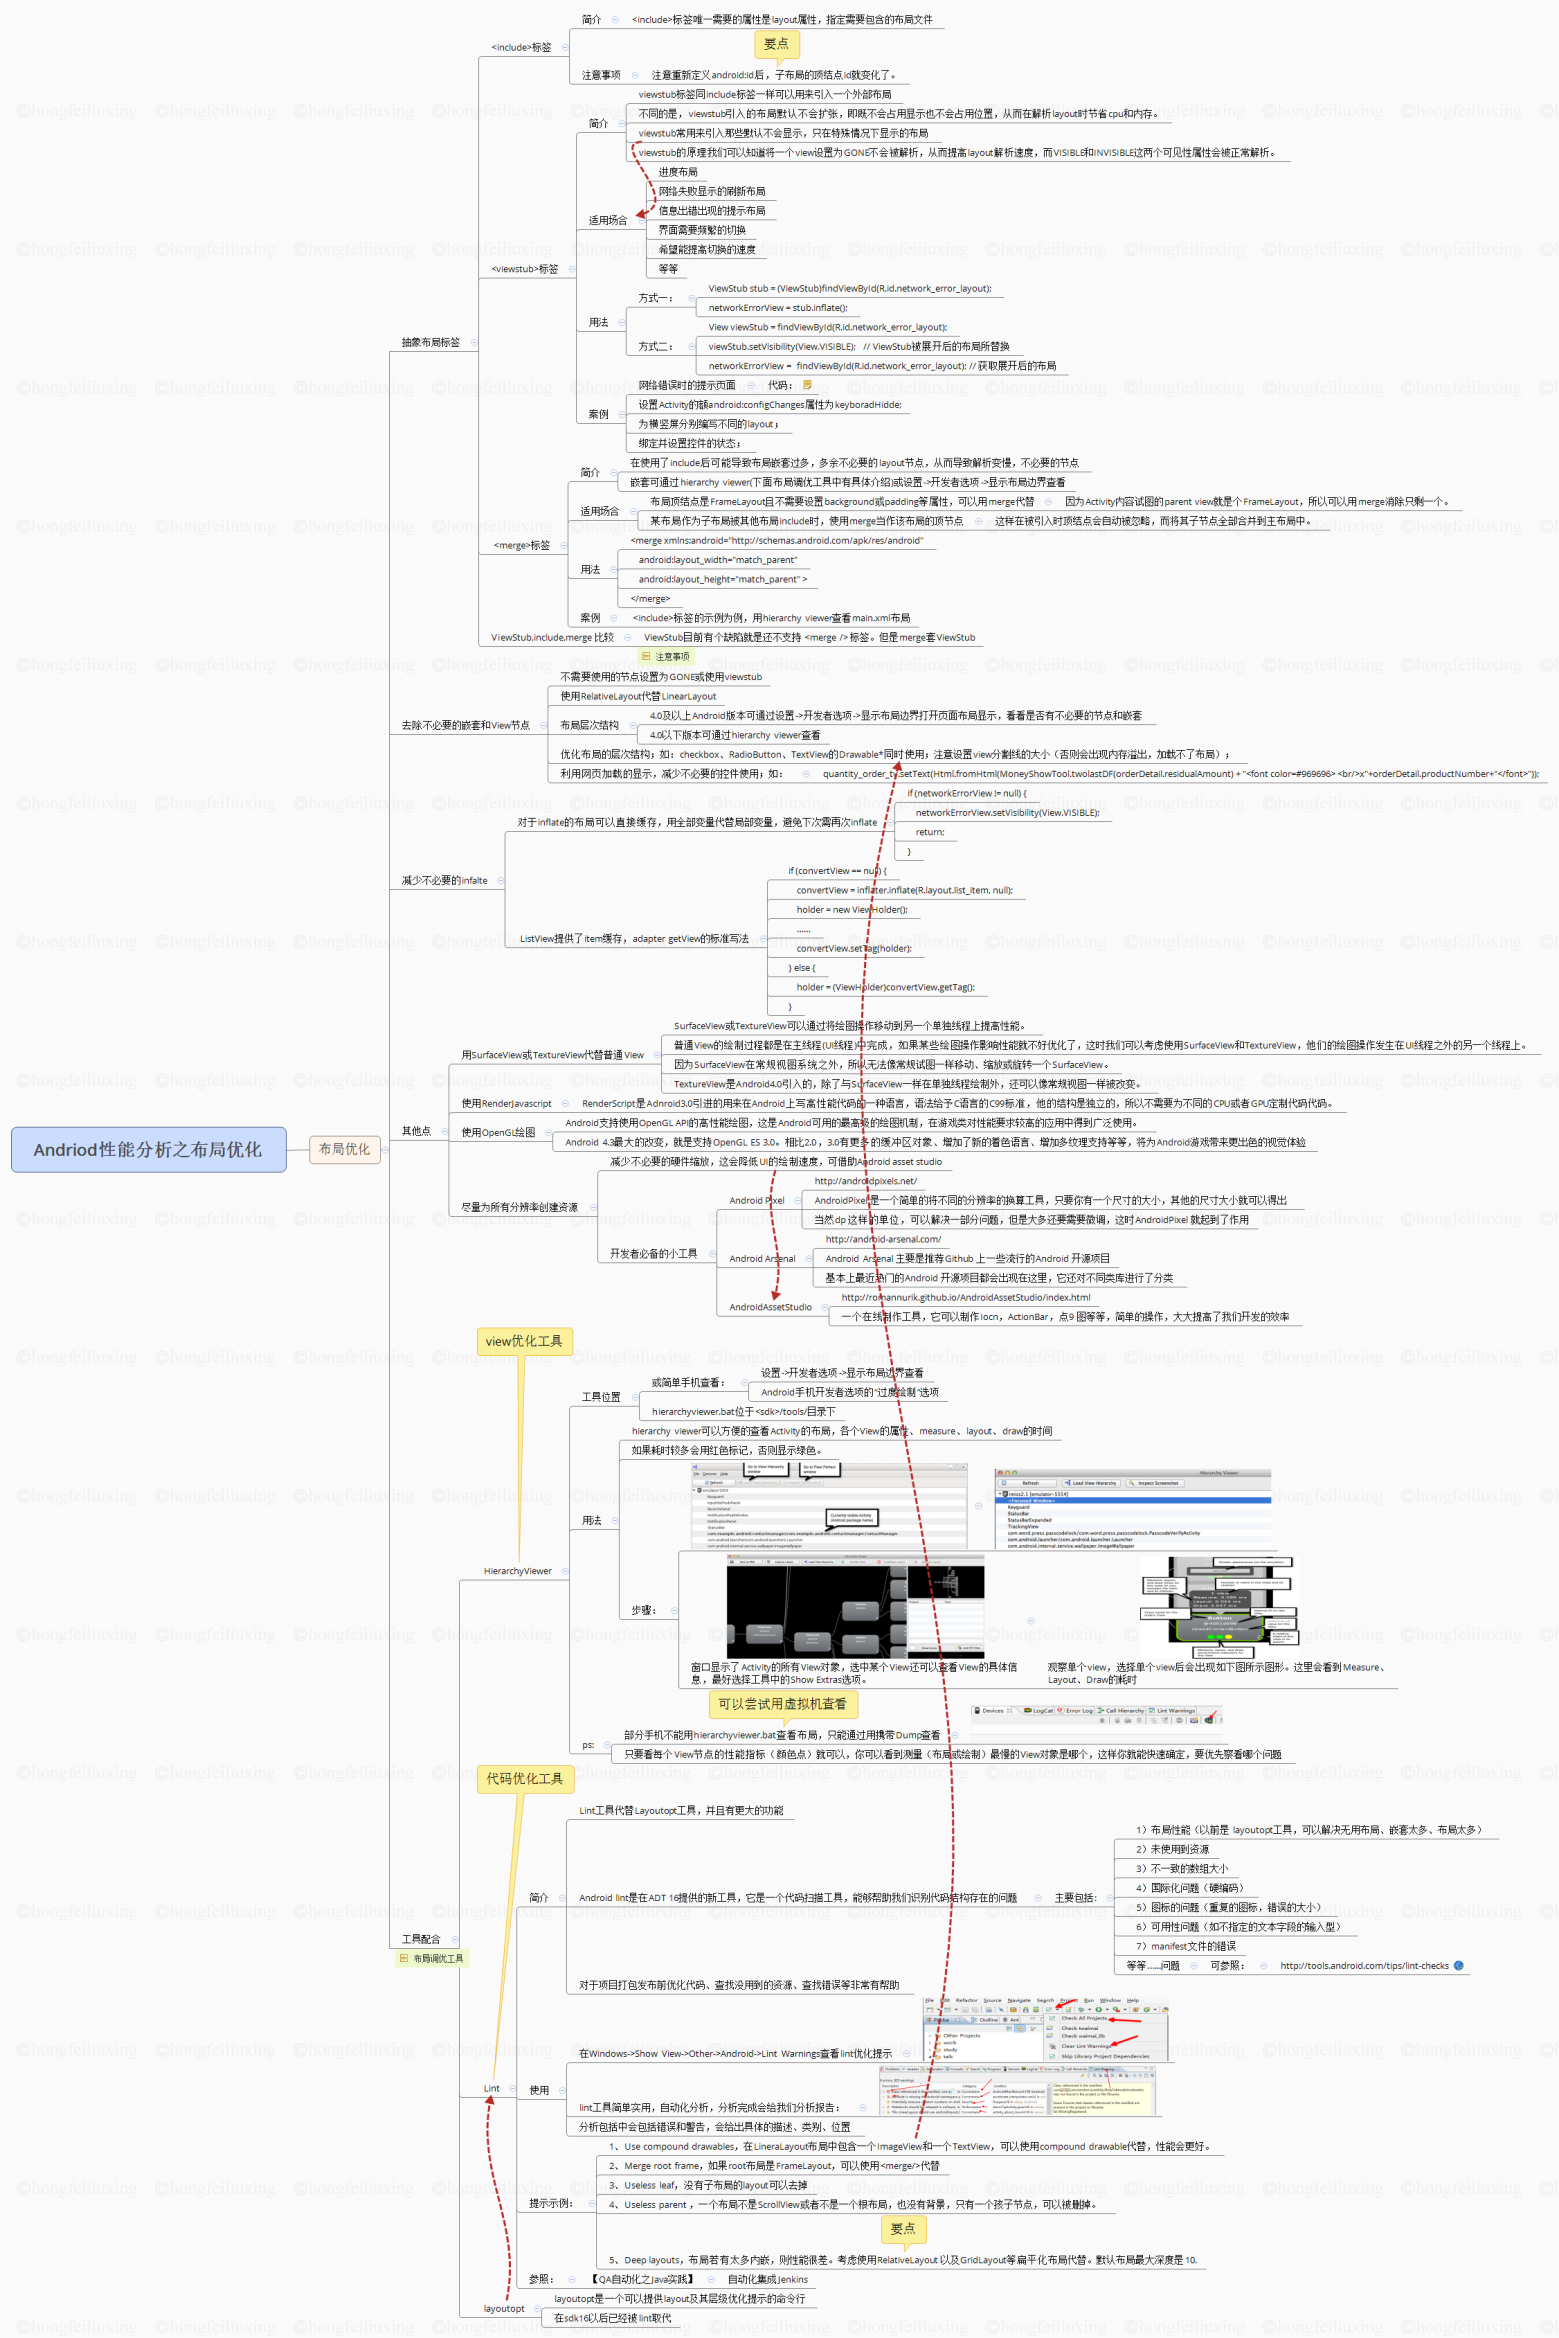 Andriod性能分析之布局优化
布局优化
抽象布局标签
<include>标签
简介
<include>标签唯一需要的属性是layout属性，指定需要包含的布局文件
要点
注意事项
注意重新定义android:id后，子布局的顶结点id就变化了。
<viewstub>标签
简介
viewstub标签同include标签一样可以用来引入一个外部布局
不同的是，viewstub引入的布局默认不会扩张，即既不会占用显示也不会占用位置，从而在解析layout时节省cpu和内存。
viewstub常用来引入那些默认不会显示，只在特殊情况下显示的布局
viewstub的原理我们可以知道将一个view设置为GONE不会被解析，从而提高layout解析速度，而VISIBLE和INVISIBLE这两个可见性属性会被正常解析。
适用场合
进度布局
网络失败显示的刷新布局
信息出错出现的提示布局
界面需要频繁的切换
希望能提高切换的速度
等等
用法
方式一：
ViewStub stub = (ViewStub)findViewById(R.id.network_error_layout);
networkErrorView = stub.inflate();
方式二：
View viewStub = findViewById(R.id.network_error_layout);
viewStub.setVisibility(View.VISIBLE); // ViewStub被展开后的布局所替换
networkErrorView = findViewById(R.id.network_error_layout); // 获取展开后的布局
案例
网络错误时的提示页面
代码：
设置Activity的额android:configChanges属性为keyboradHidde;
为横竖屏分别编写不同的layout；
绑定并设置控件的状态；
<merge>标签
简介
在使用了include后可能导致布局嵌套过多，多余不必要的layout节点，从而导致解析变慢，不必要的节点
嵌套可通过hierarchy viewer(下面布局调优工具中有具体介绍)或设置->开发者选项->显示布局边界查看
适用场合
布局顶结点是FrameLayout且不需要设置background或padding等属性，可以用merge代替
因为Activity内容试图的parent view就是个FrameLayout，所以可以用merge消除只剩一个。
某布局作为子布局被其他布局include时，使用merge当作该布局的顶节点
这样在被引入时顶结点会自动被忽略，而将其子节点全部合并到主布局中。
用法
<merge xmlns:android="http://schemas.android.com/apk/res/android"
android:layout_width="match_parent"
android:layout_height="match_parent" >
</merge>
案例
<include>标签的示例为例，用hierarchy viewer查看main.xml布局
ViewStub,include,merge 比较
ViewStub目前有个缺陷就是还不支持 <merge /> 标签。但是merge套ViewStub
注意事项
去除不必要的嵌套和View节点
不需要使用的节点设置为GONE或使用viewstub
使用RelativeLayout代替LinearLayout
布局层次结构
4.0及以上Android版本可通过设置->开发者选项->显示布局边界打开页面布局显示，看看是否有不必要的节点和嵌套
4.0以下版本可通过hierarchy viewer查看
优化布局的层次结构；如：checkbox、RadioButton、TextView的Drawable*同时使用；注意设置view分割线的大小（否则会出现内存溢出，加载不了布局）；
利用网页加载的显示，减少不必要的控件使用；如：
quantity_order_tv.setText(Html.fromHtml(MoneyShowTool.twolastDF(orderDetail.residualAmount) + "<font color=#969696> <br/>x"+orderDetail.productNumber+"</font>"));
减少不必要的infalte
对于inflate的布局可以直接缓存，用全部变量代替局部变量，避免下次需再次inflate
if (networkErrorView != null) {
networkErrorView.setVisibility(View.VISIBLE);
return;
}
ListView提供了item缓存，adapter getView的标准写法
if (convertView == null) {
convertView = inflater.inflate(R.layout.list_item, null);
holder = new ViewHolder();
......
convertView.setTag(holder);
} else {
holder = (ViewHolder)convertView.getTag();
}
其他点
用SurfaceView或TextureView代替普通View
SurfaceView或TextureView可以通过将绘图操作移动到另一个单独线程上提高性能。
普通View的绘制过程都是在主线程(UI线程)中完成，如果某些绘图操作影响性能就不好优化了，这时我们可以考虑使用SurfaceView和TextureView，他们的绘图操作发生在UI线程之外的另一个线程上。
因为SurfaceView在常规视图系统之外，所以无法像常规试图一样移动、缩放或旋转一个SurfaceView。
TextureView是Android4.0引入的，除了与SurfaceView一样在单独线程绘制外，还可以像常规视图一样被改变。
使用RenderJavascript
RenderScript是Adnroid3.0引进的用来在Android上写高性能代码的一种语言，语法给予C语言的C99标准，他的结构是独立的，所以不需要为不同的CPU或者GPU定制代码代码。
使用OpenGL绘图
Android支持使用OpenGL API的高性能绘图，这是Android可用的最高级的绘图机制，在游戏类对性能要求较高的应用中得到广泛使用。
Android 4.3最大的改变，就是支持OpenGL ES 3.0。相比2.0，3.0有更多的缓冲区对象、增加了新的着色语言、增加多纹理支持等等，将为Android游戏带来更出色的视觉体验
尽量为所有分辨率创建资源
减少不必要的硬件缩放，这会降低UI的绘制速度，可借助Android asset studio
开发者必备的小工具
Android Pixel
http://androidpixels.net/
AndroidPixel是一个简单的将不同的分辨率的换算工具，只要你有一个尺寸的大小，其他的尺寸大小就可以得出
当然dp 这样的单位，可以解决一部分问题，但是大多还要需要微调，这时AndroidPixel 就起到了作用
Android Arsenal
http://android-arsenal.com/
Android Arsenal 主要是推荐Github 上一些流行的Android 开源项目
基本上最近热门的Android 开源项目都会出现在这里，它还对不同类库进行了分类
AndroidAssetStudio
http://romannurik.github.io/AndroidAssetStudio/index.html
一个在线制作工具，它可以制作Iocn，ActionBar，点9 图等等，简单的操作，大大提高了我们开发的效率
view优化工具
工具配合
布局调优工具
HierarchyViewer
工具位置
或简单手机查看：
设置->开发者选项->显示布局边界查看
Android手机开发者选项的“过度绘制”选项
hierarchyviewer.bat位于<sdk>/tools/目录下
用法
hierarchy viewer可以方便的查看Activity的布局，各个View的属性、measure、layout、draw的时间
如果耗时较多会用红色标记，否则显示绿色。
步骤：
Hierarchy Viewer
Refresh
Load View Hierarchy
Inspect Screenshot
<Focused Window>
Keyguard
StatusBar
StatusBarExpanded
TrackingView
com.word.press.passcodelock/com.word.press.passcodelock.PasscodeVerifyActivity
com.android.launcher/com.android.launcher.Launcher
com.android.internal.service.wallpaper.ImageWallpaper
窗口显示了Activity的所有View对象，选中某个View还可以查看View的具体信
息，最好选择工具中的Show Extras选项。
观察单个view，选择单个view后会出现如下图所示图形。这里会看到Measure、
Layout、Draw的耗时
可以尝试用虚拟机查看
ps:
部分手机不能用hierarchyviewer.bat查看布局，只能通过用携带Dump查看
Devices
LogCat
Error Log
Call Hierarchy
Lint Warnings
只要看每个View节点的性能指标（颜色点）就可以，你可以看到测量（布局或绘制）最慢的View对象是哪个，这样你就能快速确定，要优先察看哪个问题
代码优化工具
Lint
简介
Lint工具代替Layoutopt工具，并且有更大的功能
Android lint是在ADT 16提供的新工具，它是一个代码扫描工具，能够帮助我们识别代码结构存在的问题
主要包括：
1）布局性能（以前是 layoutopt工具，可以解决无用布局、嵌套太多、布局太多）
2）未使用到资源
3）不一致的数组大小
4）国际化问题（硬编码）
5）图标的问题（重复的图标，错误的大小）
6）可用性问题（如不指定的文本字段的输入型）
7）manifest文件的错误
等等......问题
可参照：
http://tools.android.com/tips/lint-checks
对于项目打包发布前优化代码、查找没用到的资源、查找错误等非常有帮助
使用
在Windows->Show View->Other->Android->Lint Warnings查看lint优化提示
File Edit Refactor Source Navigate Search Project Run Window Help
Check All Projects
Check twaimai
Check waimai_lib
Clear Lint Warnings
Skip Library Project Dependencies
Other Projects
work
study
talk
lint工具简单实用，自动化分析，分析完成会给我们分析报告：
分析包括中会包括错误和警告，会给出具体的描述、类别、位置
提示示例：
1、Use compound drawables，在LineraLayout布局中包含一个ImageView和一个TextView，可以使用compound drawable代替，性能会更好。
2、Merge root frame，如果root布局是FrameLayout，可以使用<merge/>代替
3、Useless leaf，没有子布局的layout可以去掉
4、Useless parent ，一个布局不是ScrollView或者不是一个根布局，也没有背景，只有一个孩子节点，可以被删掉。
要点
5、Deep layouts，布局若有太多内嵌，则性能很差。考虑使用RelativeLayout 以及GridLayout等扁平化布局代替。默认布局最大深度是10.
参照：
【QA自动化之Java实践】
自动化集成Jenkins
layoutopt
layoutopt是一个可以提供layout及其层级优化提示的命令行
在sdk16以后已经被lint取代
©hongfeiliuxing